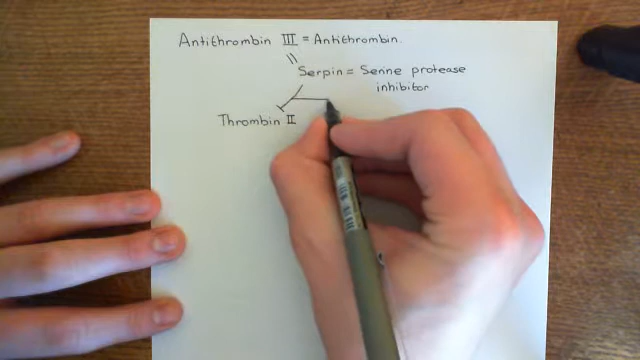 Antithrombin III = Antithrombin.
=
Serpin = Serine protease
inhibitor
Thrombin II